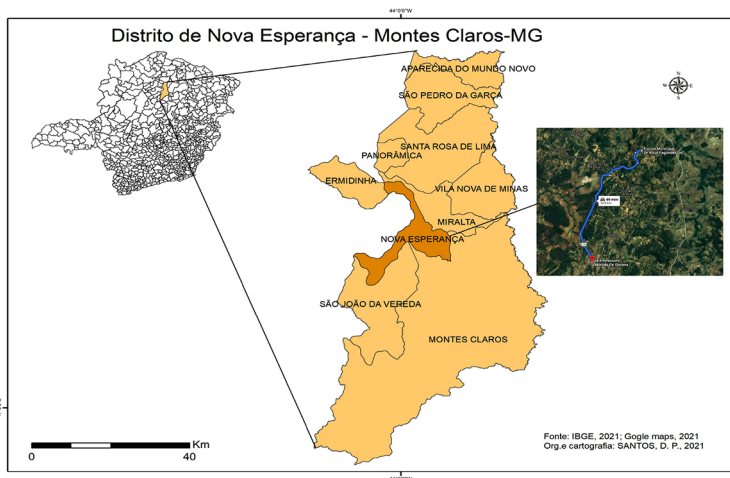 44°0'0"W
Distrito de Nova Esperança - Montes Claros-MG
APARECIDA DO MUNDO NOVO
N
W
E
S
SÃO PEDRO DA GARÇA
SANTA ROSA DE LIMA
PANORÂMICA
ERMIDINHA
VILA NOVA DE MINAS
MIRALTA
NOVA ESPERANÇA
SÃO JOÃO DA VEREDA
MONTES CLAROS
Km
0
40
Fonte: IBGE, 2021; Gogle maps, 2021
Org.e cartografia: SANTOS, D. P., 2021